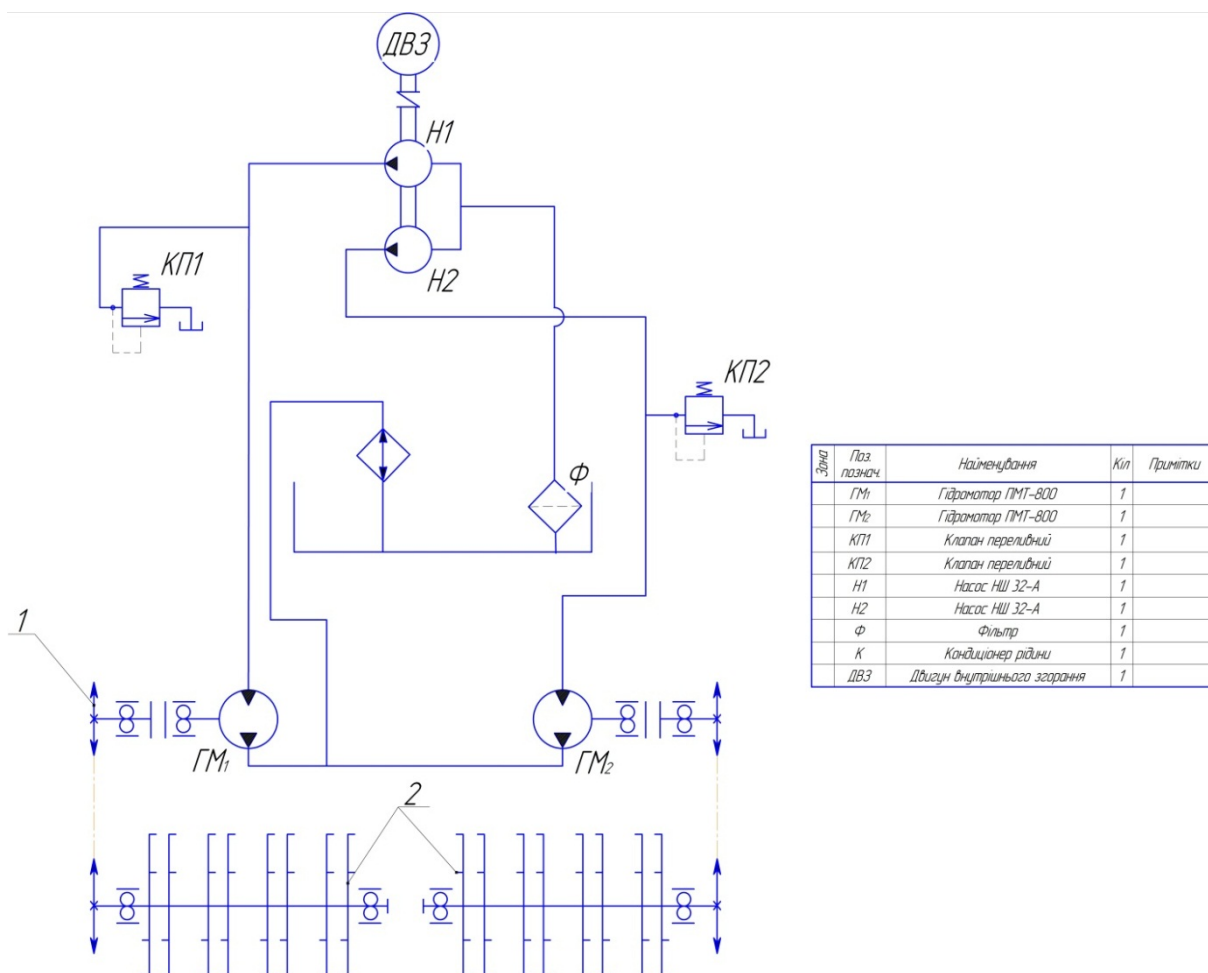 ДВЗ
Н1
Н2
КП1
КП2
Ф
1
ГМ1
ГМ2
2
Зона Поз. познач. Найменування Кіл Примітки
ГМ1 Гідромотор ПМТ-800 1
ГМ2 Гідромотор ПМТ-800 1
КП1 Клапан переливний 1
КП2 Клапан переливний 1
Н1 Насос НШ 32-А 1
Н2 Насос НШ 32-А 1
Ф Фільтр 1
К Кондиціонер рідини 1
ДВЗ Двигун внутрішнього згорання 1